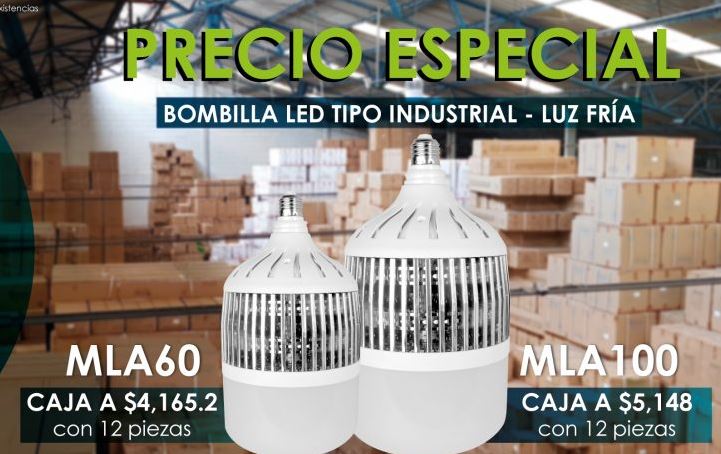 PRECIO ESPECIAL
BOMBILLA LED TIPO INDUSTRIAL - LUZ FRÍA
MLA60
CAJA A $4,165.2
con 12 piezas
MLA100
CAJA A $5,148
con 12 piezas